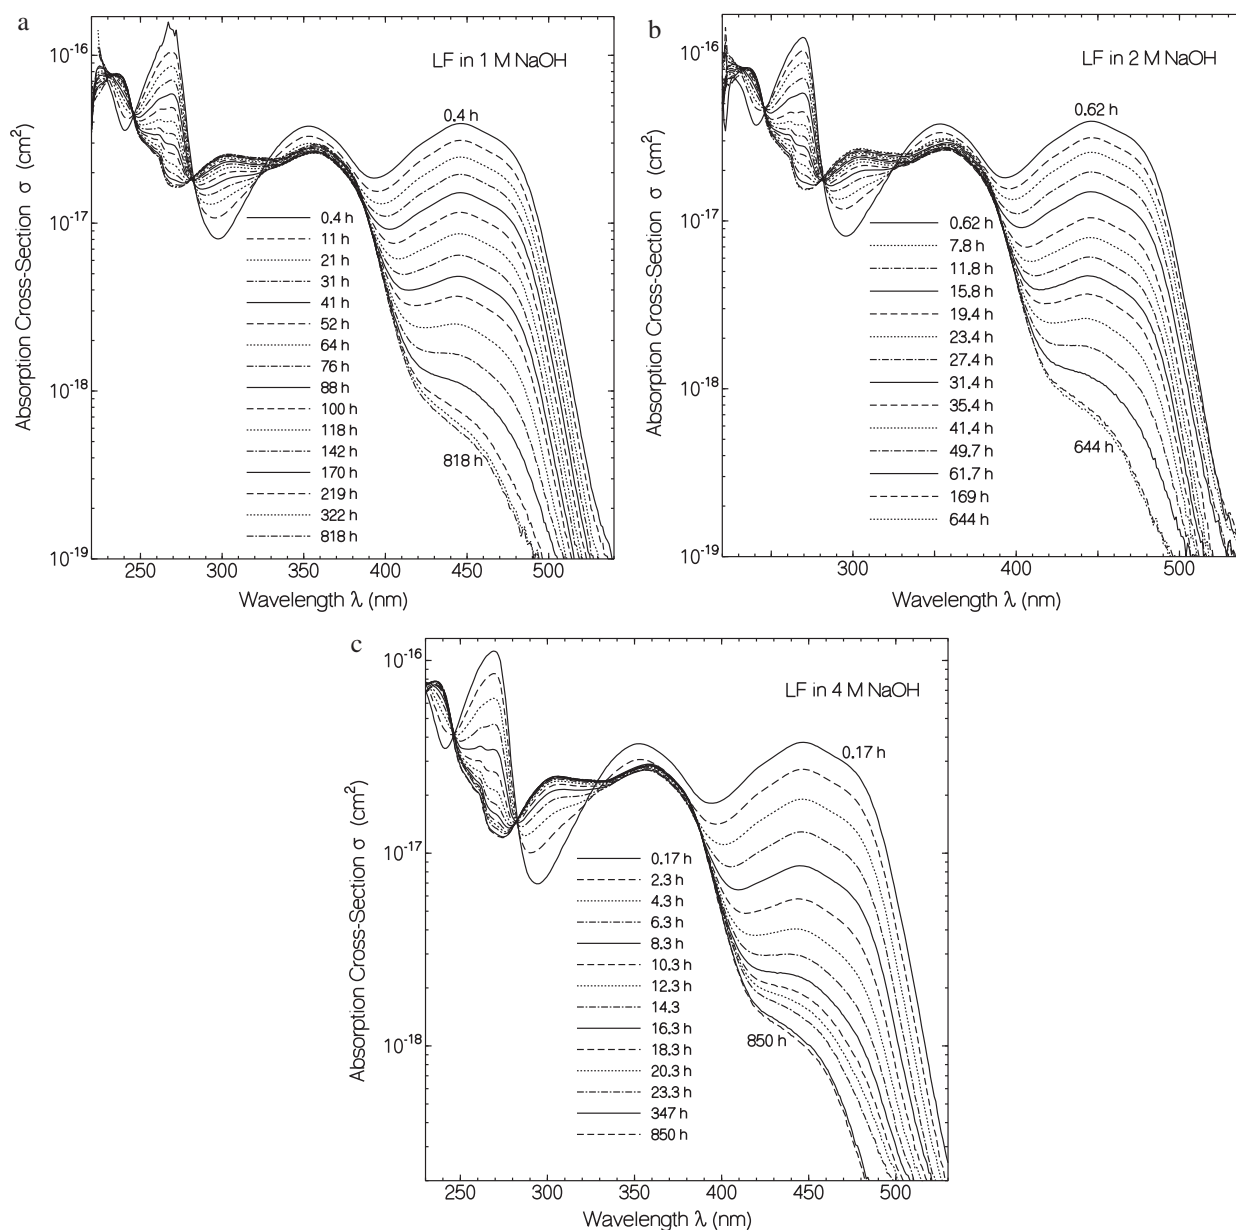 a
LF in 1 M NaOH
0.4 h
818 h
0.4 h
11 h
21 h
31 h
41 h
52 h
64 h
76 h
88 h
100 h
118 h
142 h
170 h
219 h
322 h
818 h
10⁻¹⁶
10⁻¹⁷
10⁻¹⁸
10⁻¹⁹
Absorption Cross-Section σ (cm²)
250 300 350 400 450 500
Wavelength λ (nm)
b
LF in 2 M NaOH
0.62 h
644 h
0.62 h
7.8 h
11.8 h
15.8 h
19.4 h
23.4 h
27.4 h
31.4 h
35.4 h
41.4 h
49.7 h
61.7 h
169 h
644 h
10⁻¹⁶
10⁻¹⁷
10⁻¹⁸
10⁻¹⁹
Absorption Cross-Section σ (cm²)
300 400 500
Wavelength λ (nm)
c
LF in 4 M NaOH
0.17 h
850 h
0.17 h
2.3 h
4.3 h
6.3 h
8.3 h
10.3 h
12.3 h
14.3
16.3 h
18.3 h
20.3 h
23.3 h
347 h
850 h
10⁻¹⁶
10⁻¹⁷
10⁻¹⁸
Absorption Cross-Section σ (cm²)
250 300 350 400 450 500
Wavelength λ (nm)